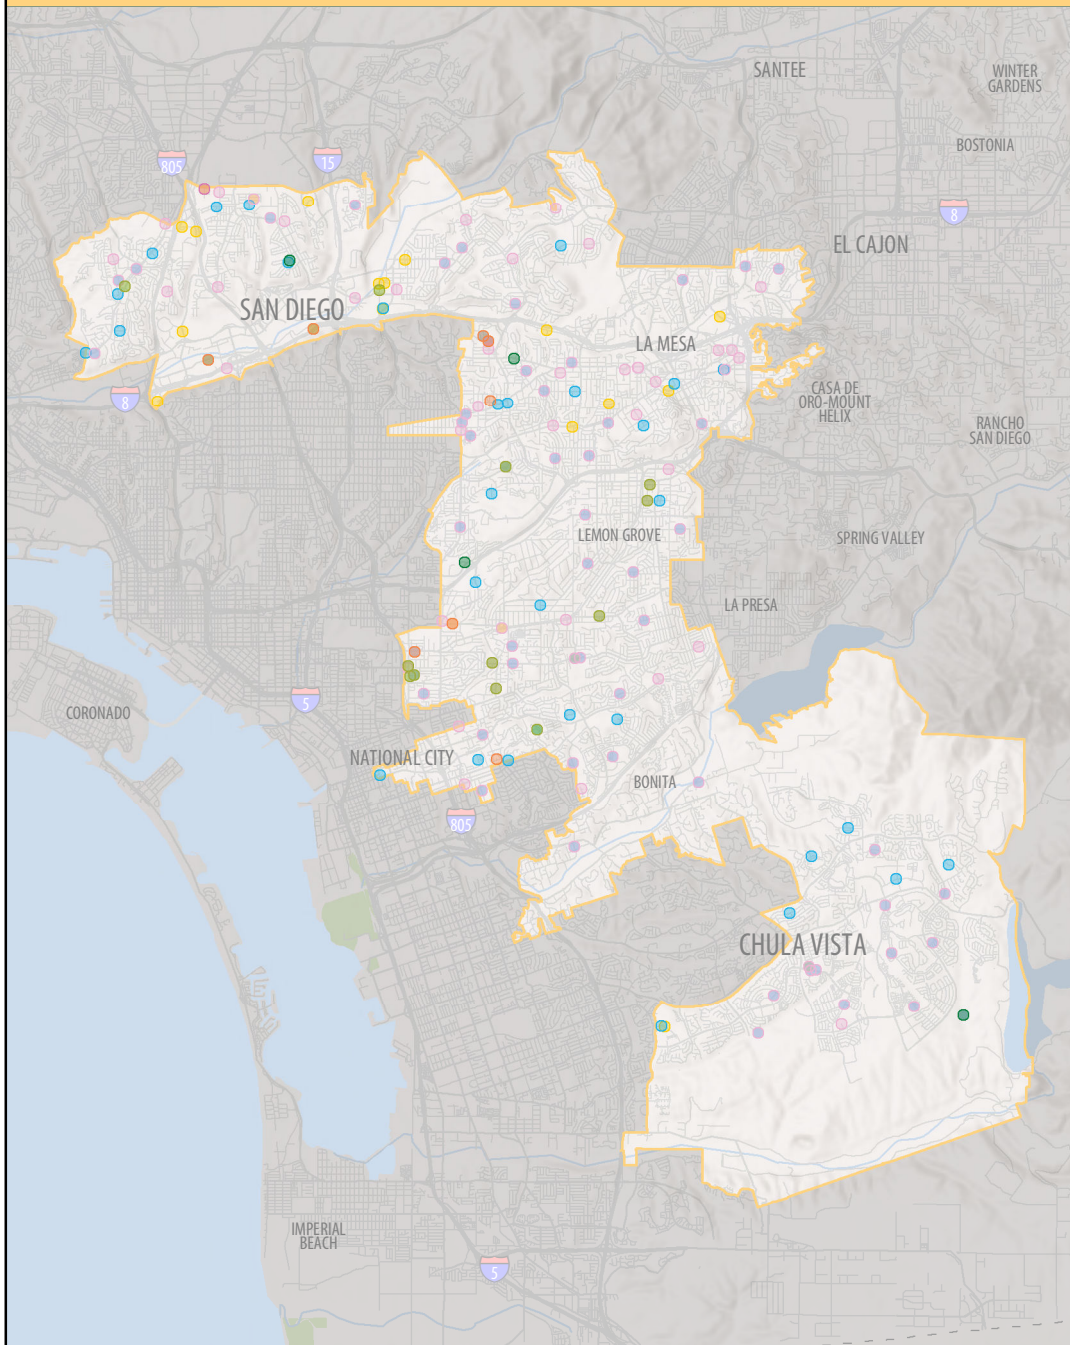 SANTEE
WINTER
GARDENS
BOSTONIA
805
15
8
EL CAJON
SAN DIEGO
LA MESA
8
CASA DE
ORO-MOUNT
HELIX
RANCHO
SAN DIEGO
LEMON GROVE
SPRING VALLEY
LA PRESA
5
CORONADO
NATIONAL CITY
BONITA
805
CHULA VISTA
IMPERIAL
BEACH
5